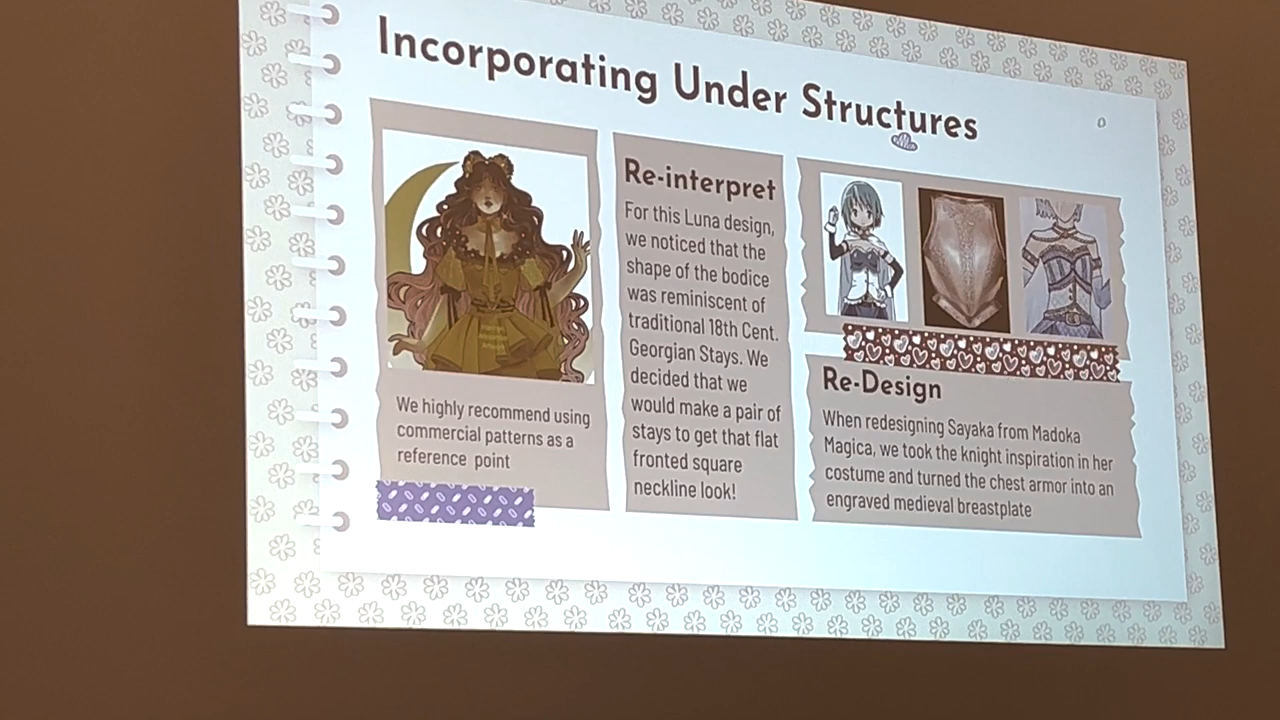 Incorporating Under Structures
We highly recommend using
commercial patterns as a
reference point
Re-interpret
For this Luna design,
we noticed that the
shape of the bodice
was reminiscent of
traditional 18th Cent.
Georgian Stays. We
decided that we
would make a pair of
stays to get that flat
fronted square
neckline look!
Re-Design
When redesigning Sayaka from Madoka
Magica, we took the knight inspiration in her
costume and turned the chest armor into an
engraved medieval breastplate